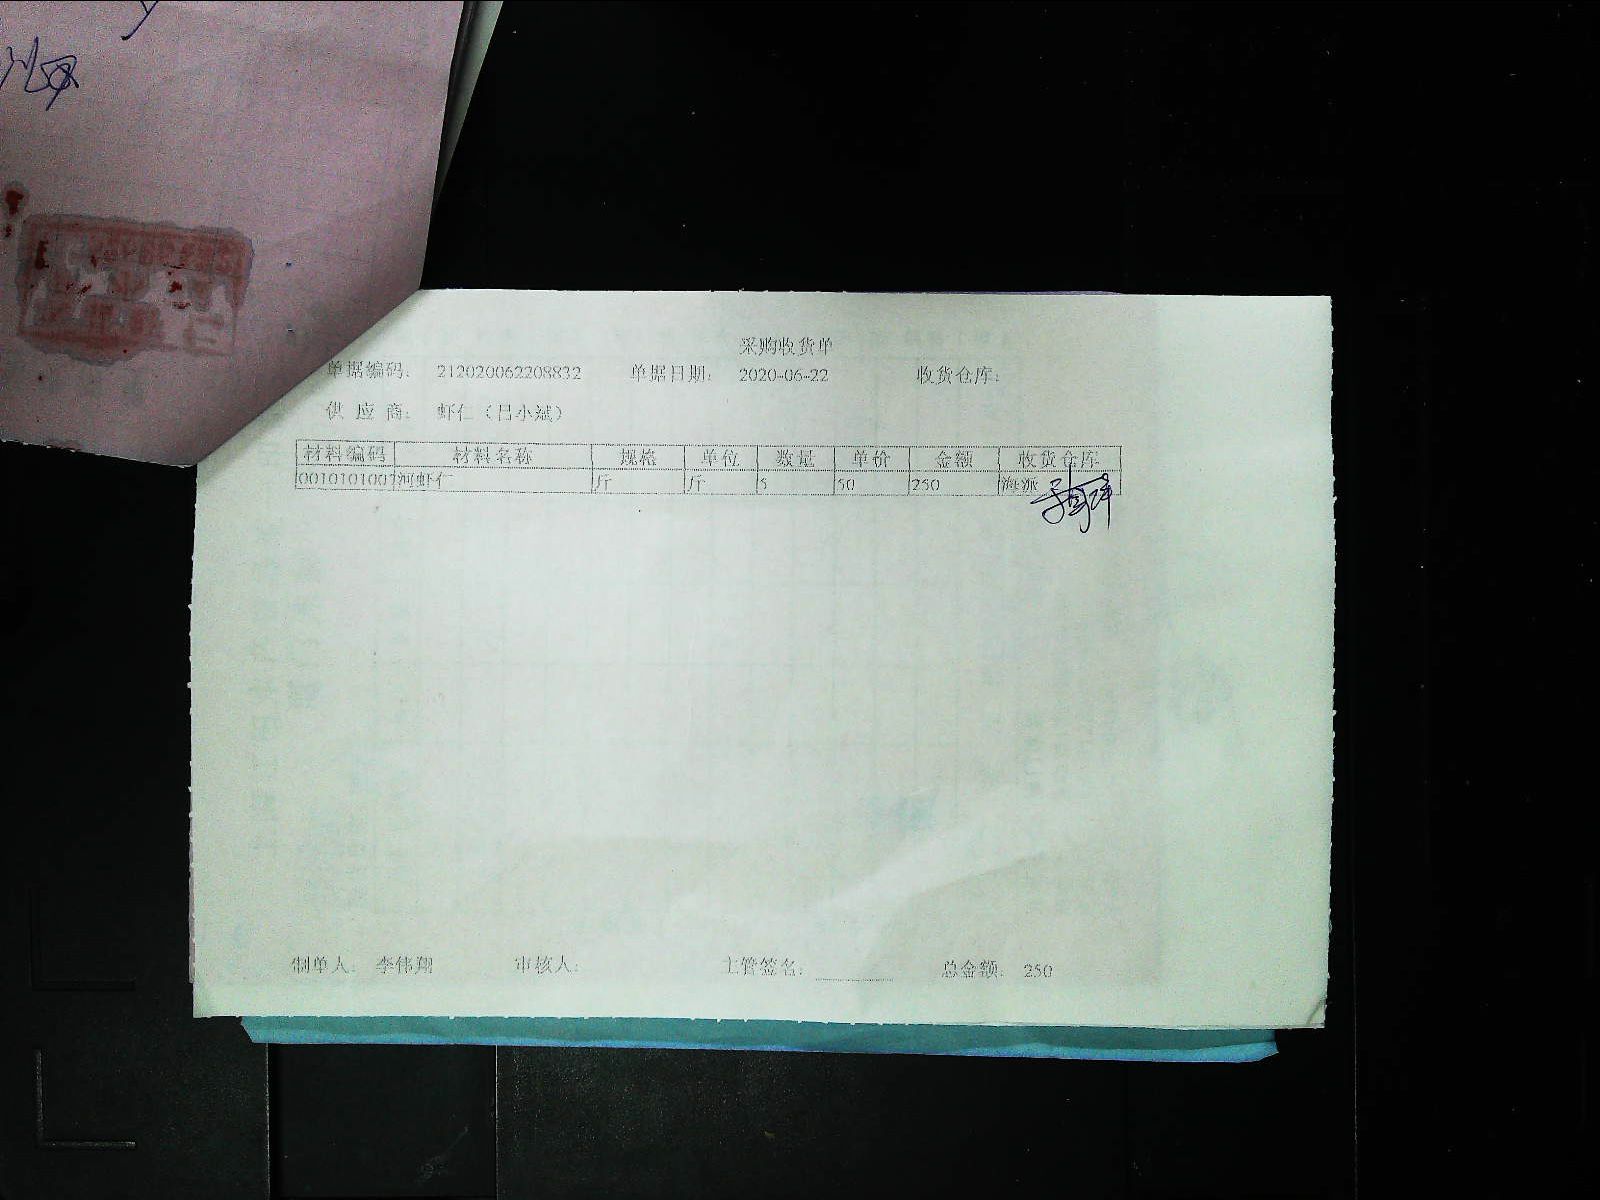 采购收货单
单据编码: 212020062208832 单据日期: 2020-06-22 收货仓库:
供应商: 虾仁（吕小斌）
材料编码 材料名称 规格 单位 数量 单价 金额 收货仓库
0010101007 河虾仁 斤 斤 5 50 250 海派
制单人: 李伟翔 审核人: 主管签名: 总金额: 250